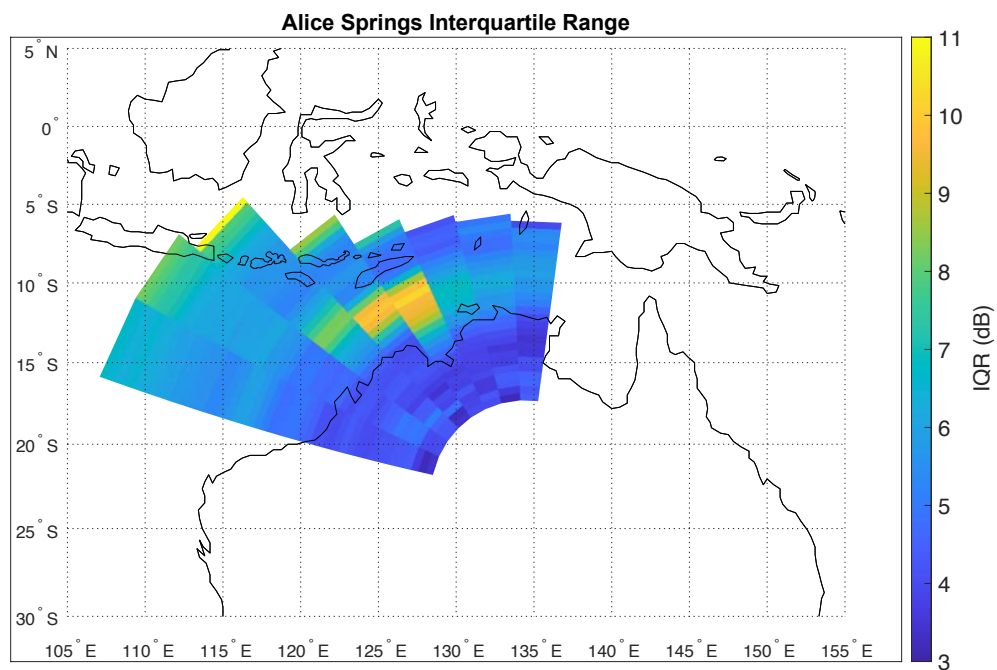 Alice Springs Interquartile Range
5° N
0°
5° S
10° S
15° S
20° S
25° S
30° S
105° E 110° E 115° E 120° E 125° E 130° E 135° E 140° E 145° E 150° E 155° E
11
10
9
8
7
6
5
4
3
IQR (dB)